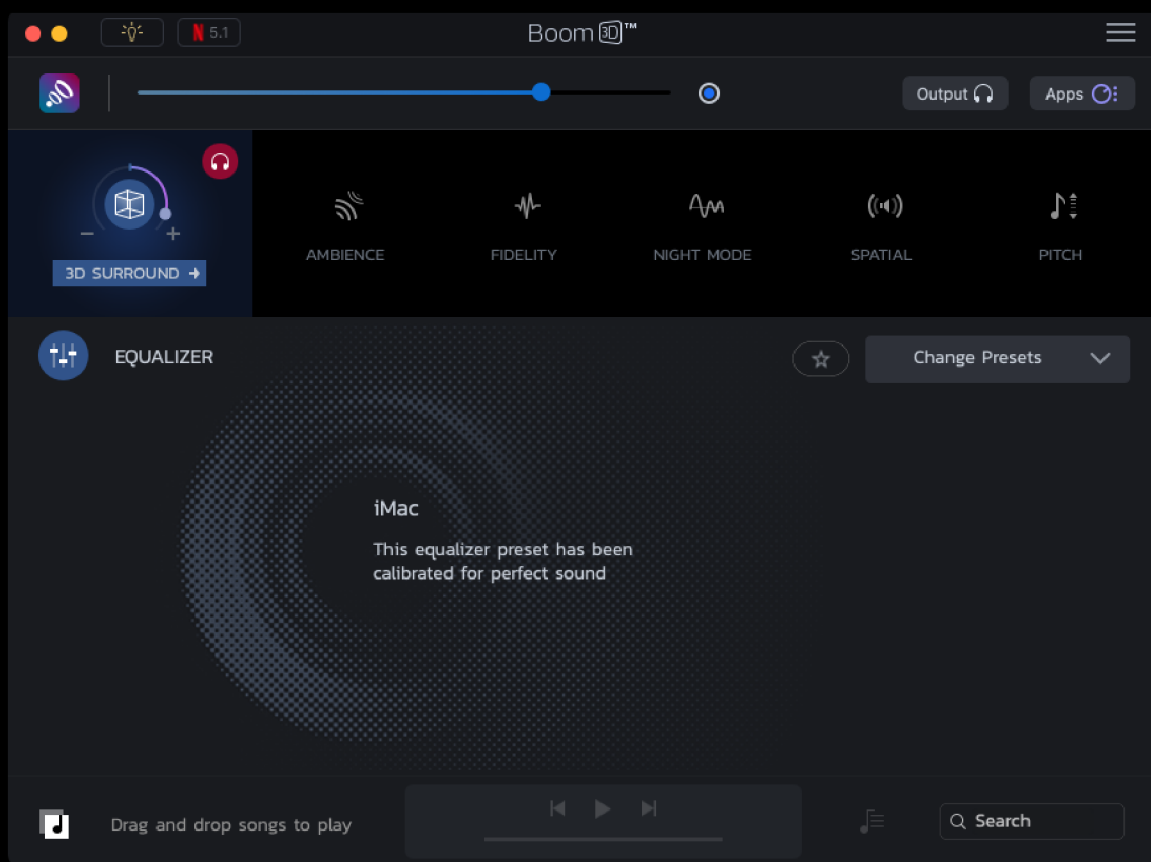 N 5.1
Boom 3D™
Output
Apps
3D SURROUND
AMBIENCE
FIDELITY
NIGHT MODE
SPATIAL
PITCH
EQUALIZER
Change Presets
iMac
This equalizer preset has been
calibrated for perfect sound
Drag and drop songs to play
Search